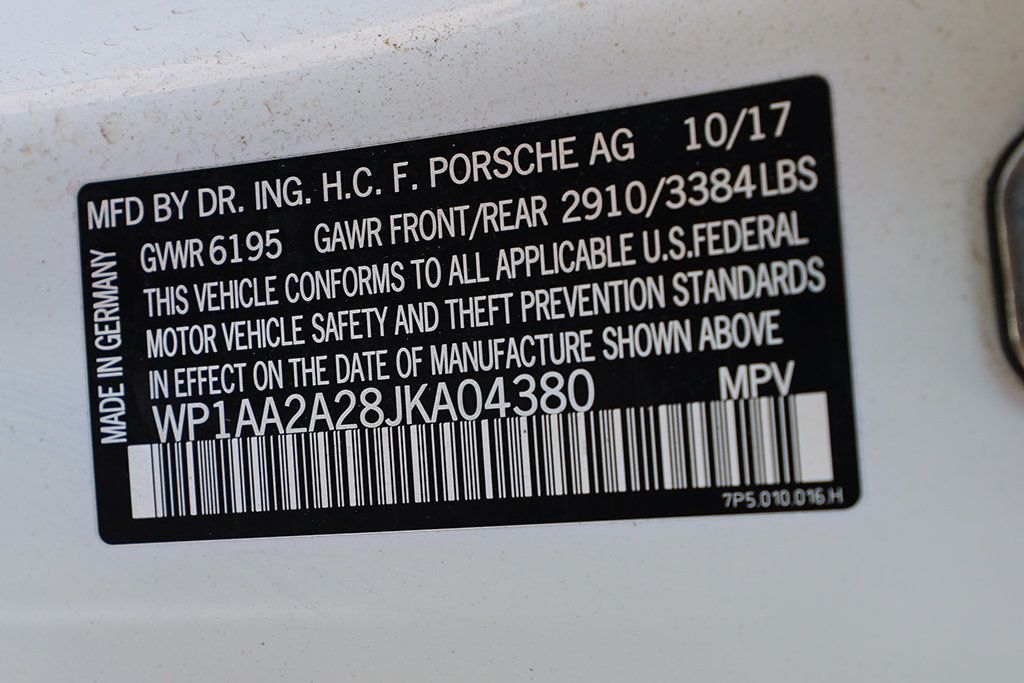 MFD BY DR. ING. H.C. F. PORSCHE AG 10/17
GVWR 6195 GAWR FRONT/REAR 2910/3384 LBS
THIS VEHICLE CONFORMS TO ALL APPLICABLE U.S.FEDERAL
MOTOR VEHICLE SAFETY AND THEFT PREVENTION STANDARDS
IN EFFECT ON THE DATE OF MANUFACTURE SHOWN ABOVE
WP1AA2A28JKA04380 MPV
7P5.010.016.H
MADE IN GERMANY